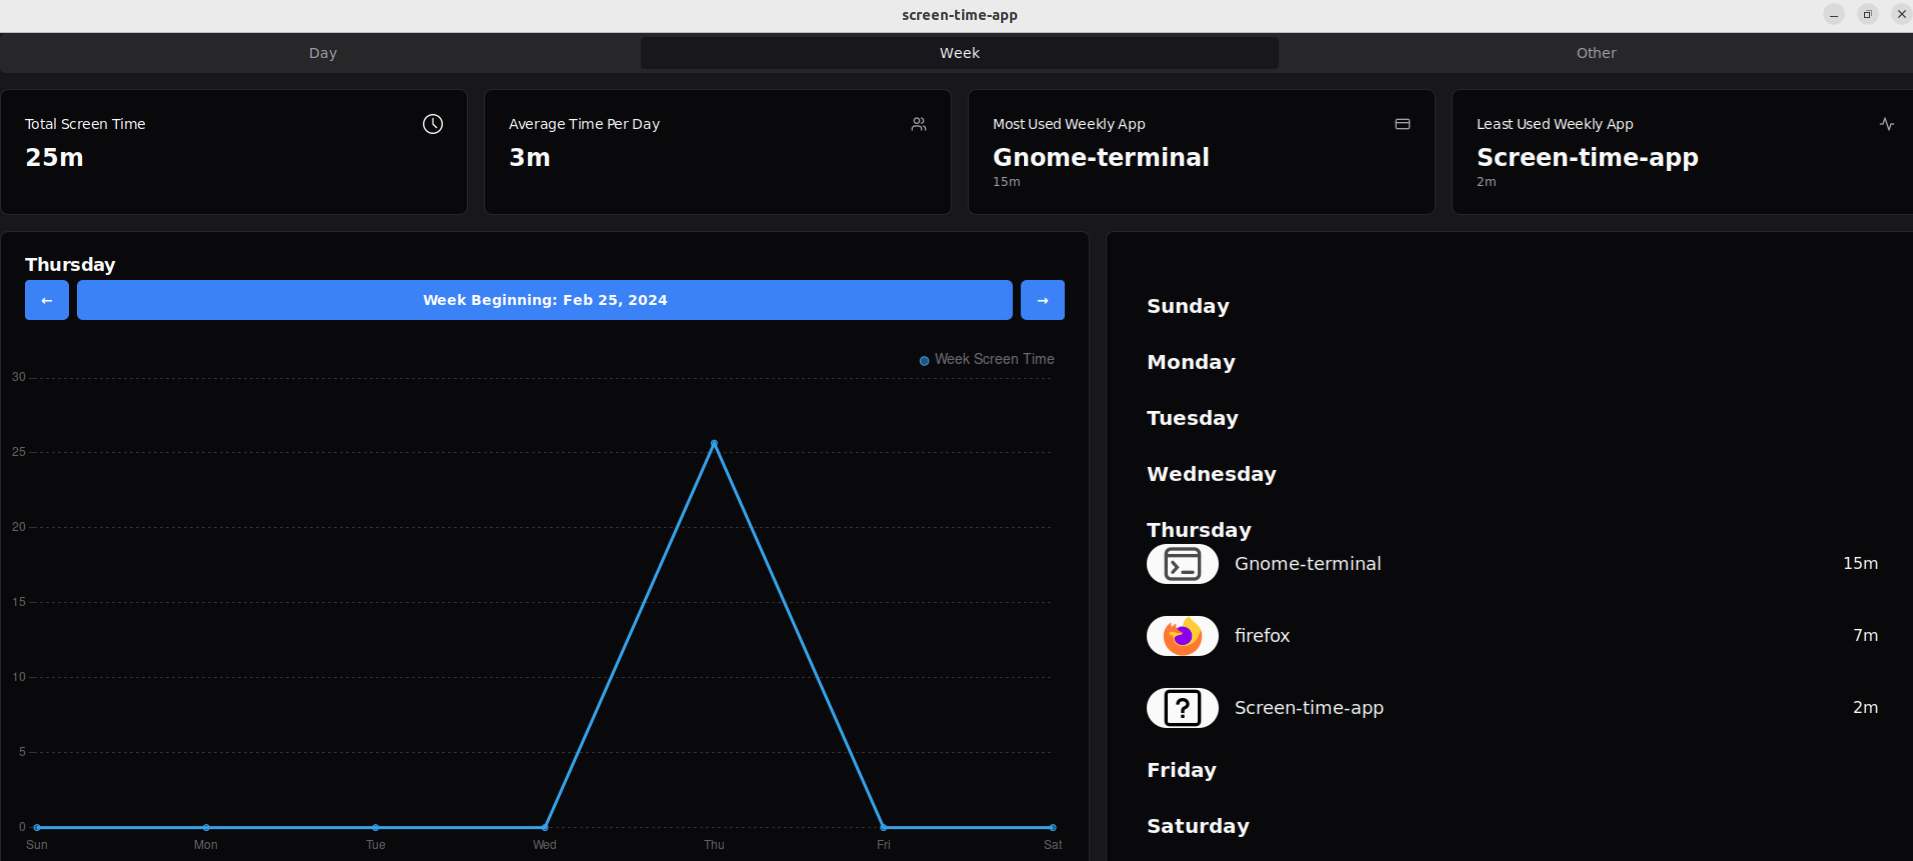 screen-time-app
Day
Week
Other
Total Screen Time
25m
Average Time Per Day
3m
Most Used Weekly App
Gnome-terminal
15m
Least Used Weekly App
Screen-time-app
2m
Thursday
←
Week Beginning: Feb 25, 2024
→
Week Screen Time
30
25
20
15
10
5
0
Sun Mon Tue Wed Thu Fri Sat
Sunday
Monday
Tuesday
Wednesday
Thursday
Gnome-terminal 15m
firefox 7m
Screen-time-app 2m
Friday
Saturday